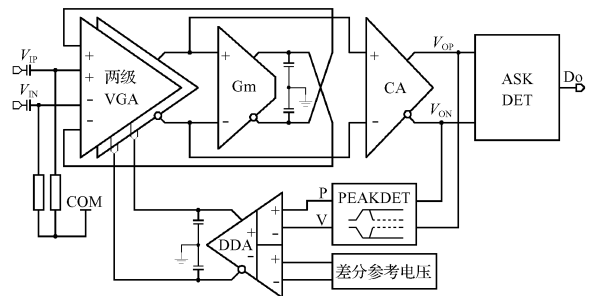 V_IP
V_IN
+
+
-
-
两级
VGA
Gm
+
-
CA
V_OP
V_ON
ASK
DET
Do
COM
DDA
+
-
+
-
P
V
PEAKDET
差分参考电压